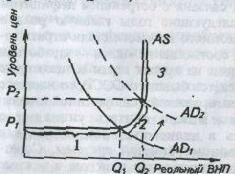 Уровень цен
AS
3
P₂
AD₂
P₁
2
1
AD₁
Q₁ Q₂ Реальный ВНП